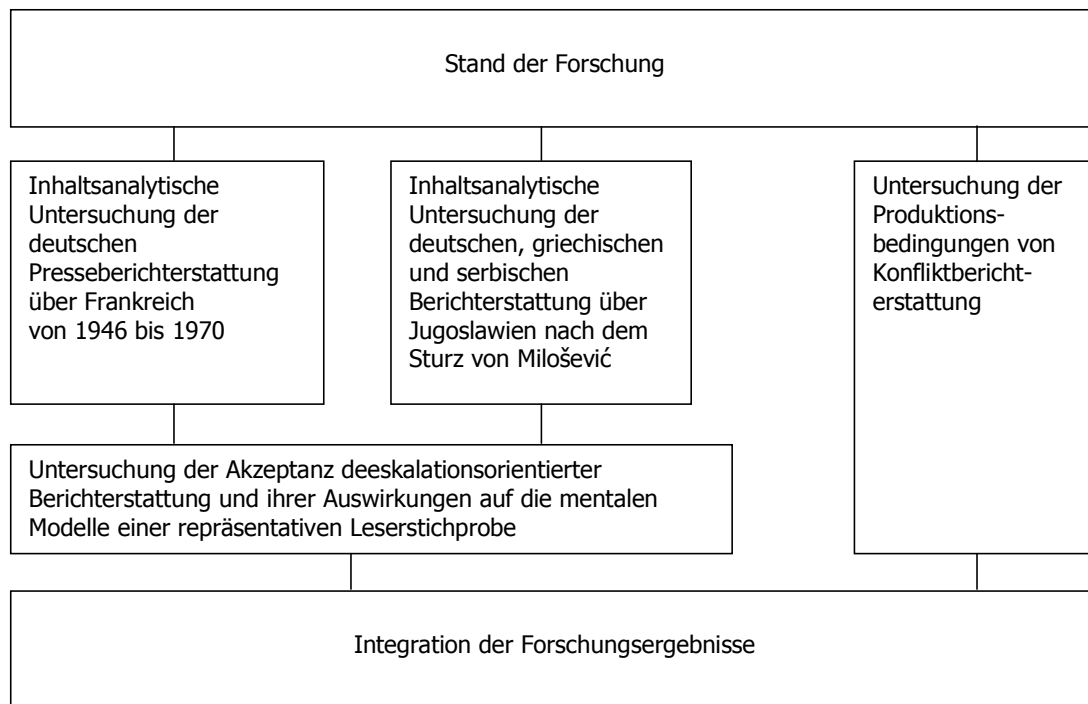 Stand der Forschung
Inhaltsanalytische
Untersuchung der
deutschen
Presseberichterstattung
über Frankreich
von 1946 bis 1970
Inhaltsanalytische
Untersuchung der
deutschen, griechischen
und serbischen
Berichterstattung über
Jugoslawien nach dem
Sturz von Milošević
Untersuchung der
Produktions-
bedingungen von
Konfliktbericht-
erstattung
Untersuchung der Akzeptanz deeskalationsorientierter
Berichterstattung und ihrer Auswirkungen auf die mentalen
Modelle einer repräsentativen Leserstichprobe
Integration der Forschungsergebnisse